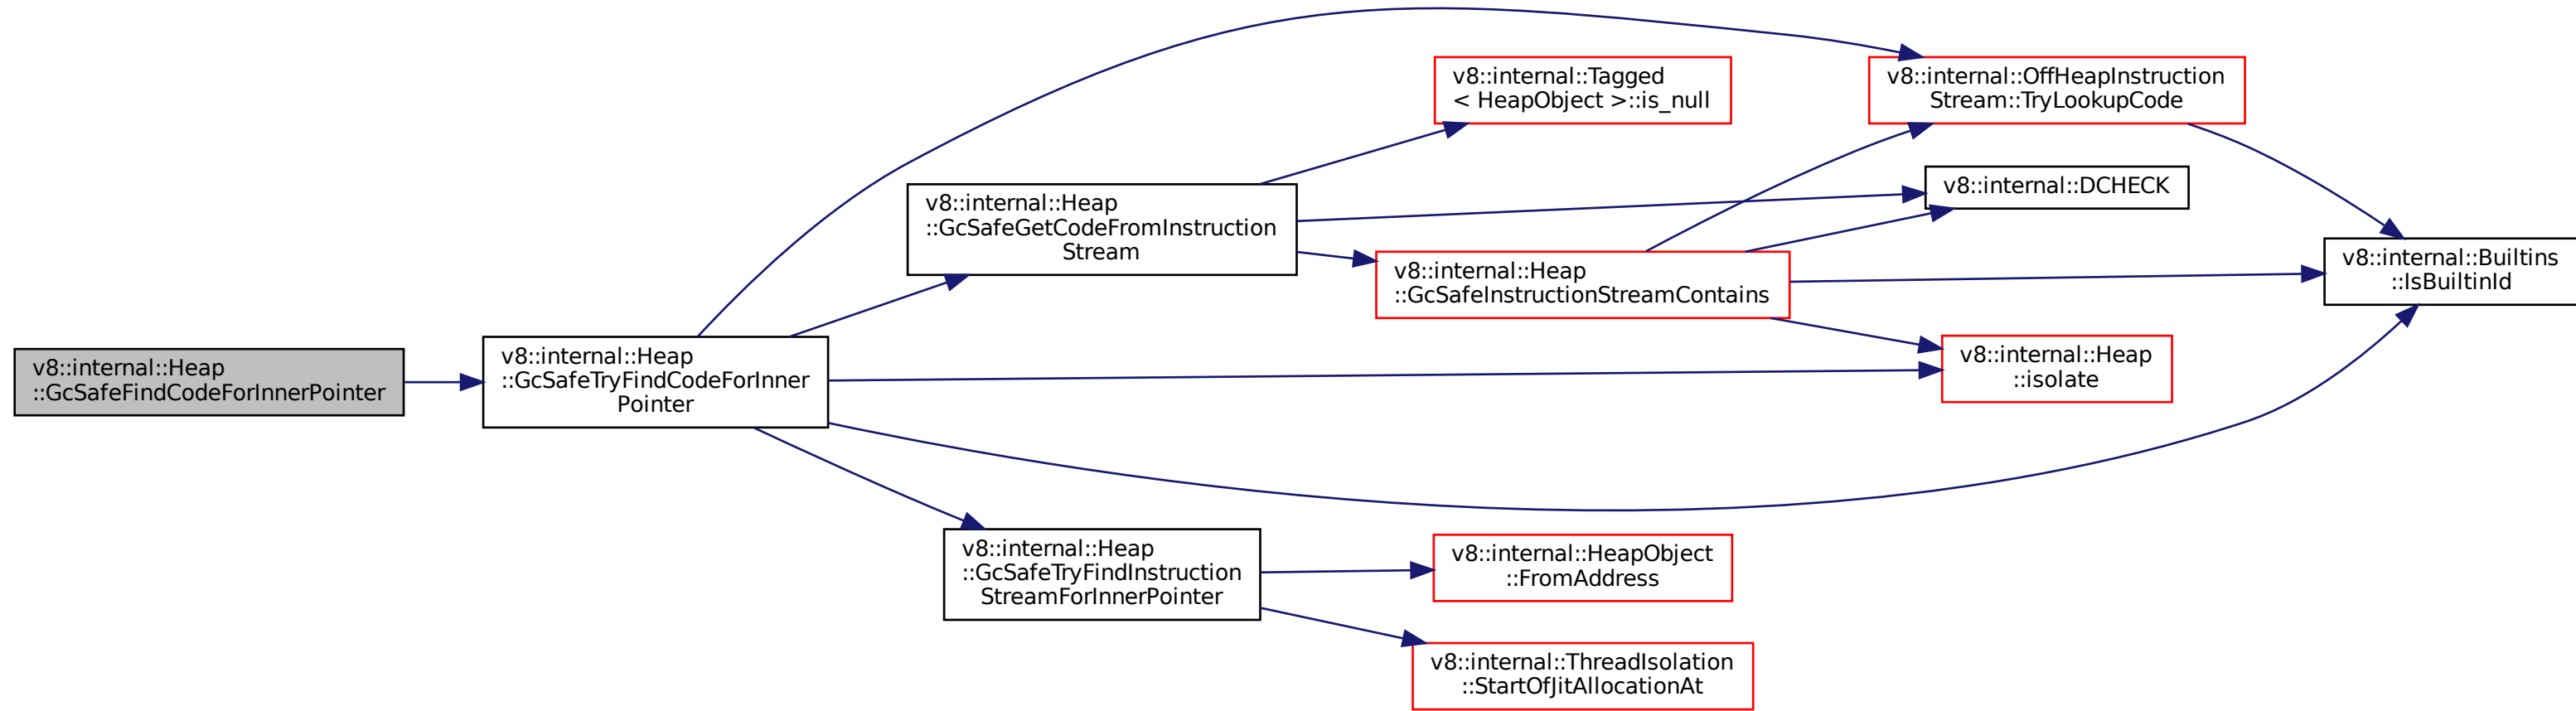 v8::internal::Heap
::GcSafeFindCodeForInnerPointer
v8::internal::Heap
::GcSafeTryFindCodeForInner
Pointer
v8::internal::Heap
::GcSafeGetCodeFromInstruction
Stream
v8::internal::Tagged
< HeapObject >::is_null
v8::internal::OffHeapInstruction
Stream::TryLookupCode
v8::internal::DCHECK
v8::internal::Heap
::GcSafeInstructionStreamContains
v8::internal::Builtins
::IsBuiltinId
v8::internal::Heap
::isolate
v8::internal::Heap
::GcSafeTryFindInstruction
StreamForInnerPointer
v8::internal::HeapObject
::FromAddress
v8::internal::ThreadIsolation
::StartOfJitAllocationAt